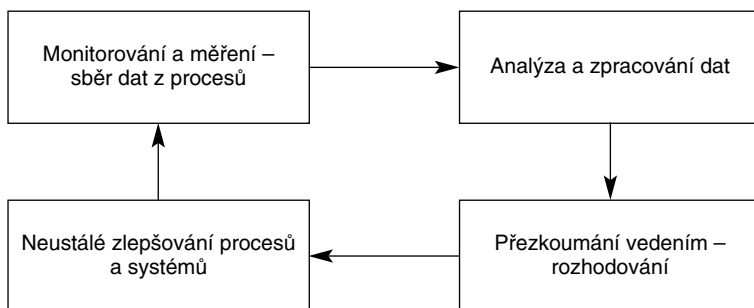 Monitorování a měření –
sběr dat z procesů
Analýza a zpracování dat
Neustálé zlepšování procesů
a systémů
Přezkoumání vedením –
rozhodování